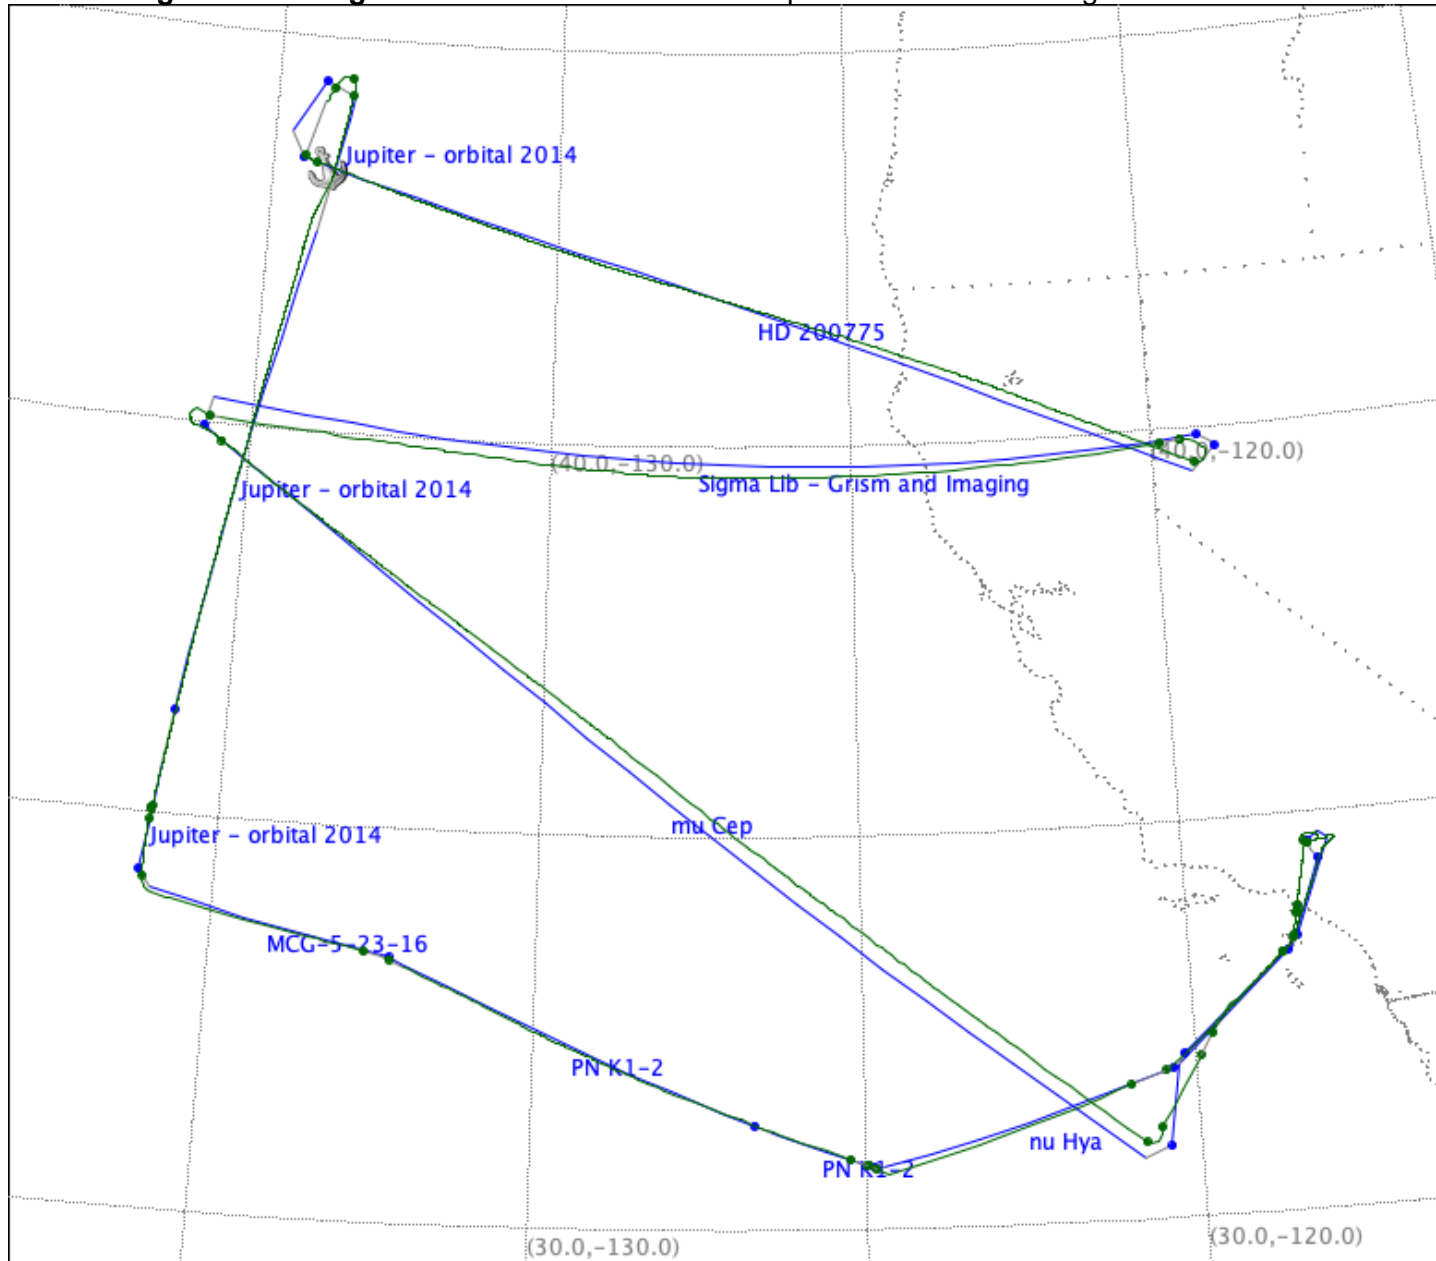 Jupiter – orbital 2014
HD 200775
(40.0,-130.0)
(40.0,-120.0)
Sigma Lib – Grism and Imaging
Jupiter – orbital 2014
mu Cep
Jupiter – orbital 2014
MCG-5-23-16
PN K1-2
nu Hya
PN K1-2
(30.0,-130.0)
(30.0,-120.0)